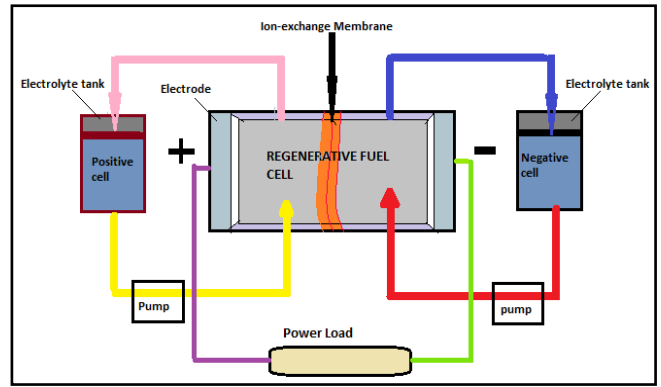 Ion-exchange Membrane
Electrolyte tank
Electrode
Electrolyte tank
Positive
cell
+
REGENERATIVE FUEL
CELL
-
Negative
cell
Pump
pump
Power Load